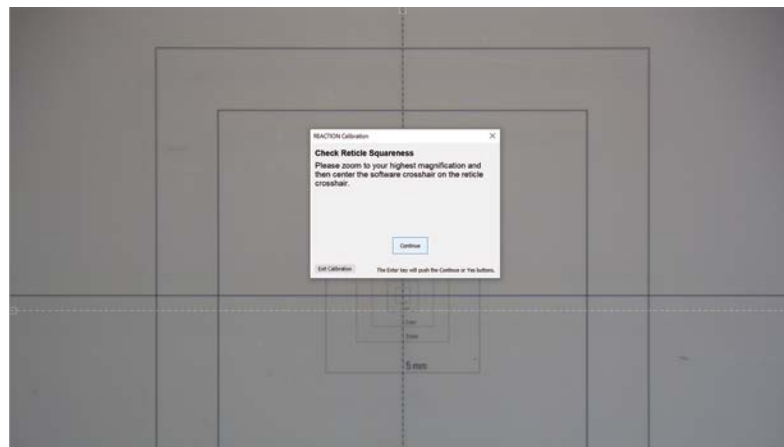 REACTION Calibration
Check Reticle Squareness
Please zoom to your highest magnification and
then center the software crosshair on the reticle
crosshair.
Continue
Exit Calibration
The Enter key will push the Continue or Yes buttons.
5 mm